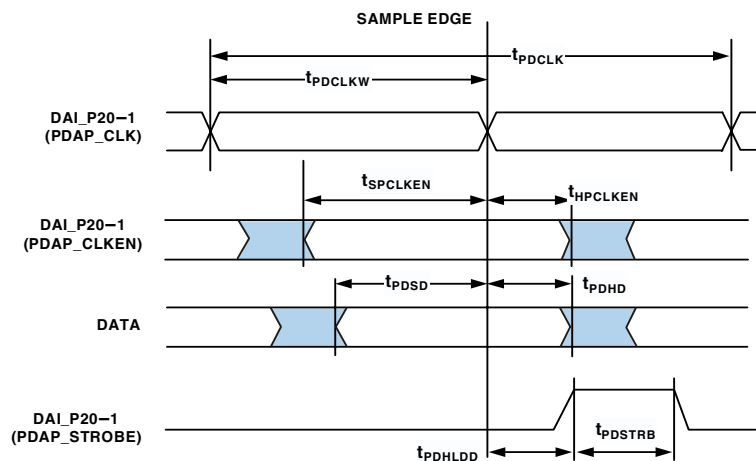 SAMPLE EDGE
tPDCLK
tPDCLKW
DAI_P20–1
(PDAP_CLK)
tSPCLKEN
tHPCLKEN
DAI_P20–1
(PDAP_CLKEN)
tPDSD
tPDHD
DATA
DAI_P20–1
(PDAP_STROBE)
tPDHLDD
tPDSTRB